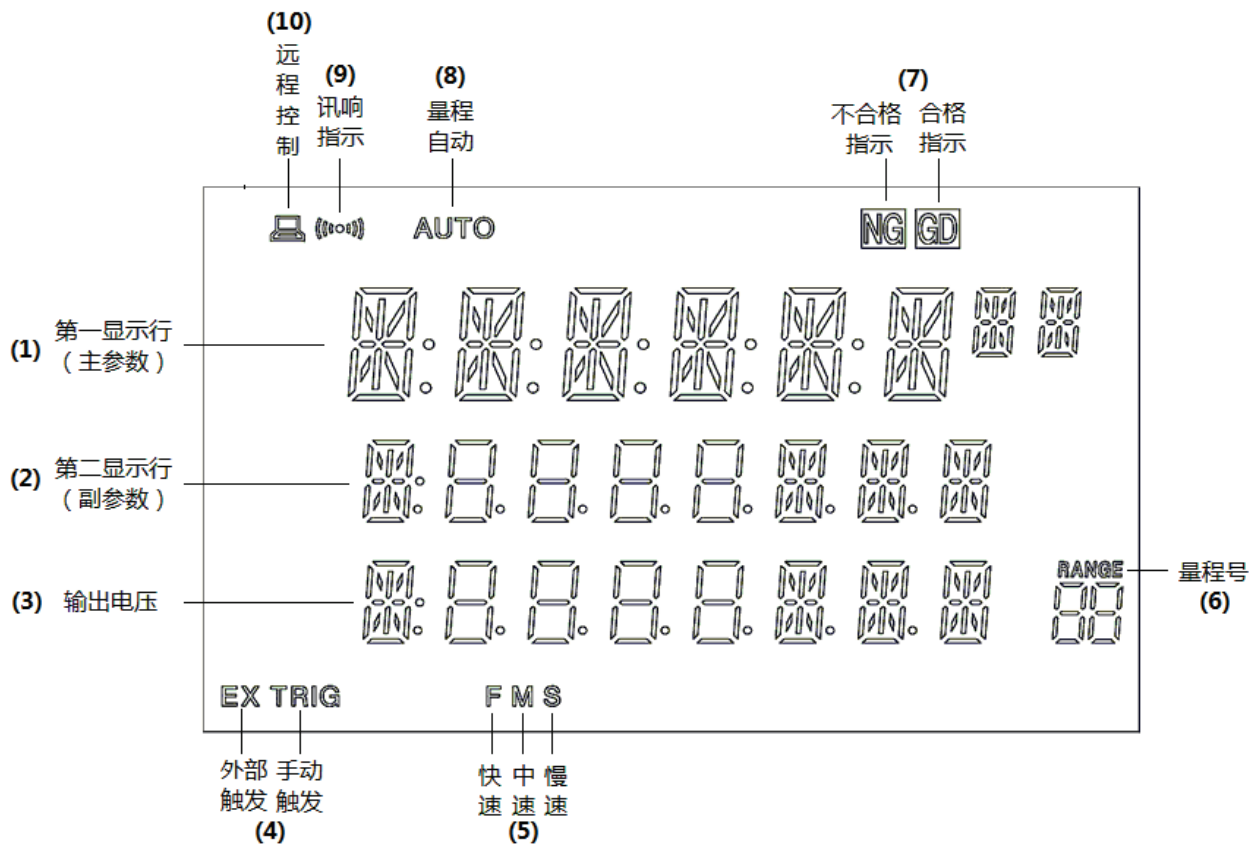 (10)
远程控制
(9)
讯响
指示
(8)
量程
自动
(7)
不合格
指示
合格
指示
AUTO
NG GD
(1)
第一显示行
（主参数）
(2)
第二显示行
（副参数）
(3)
输出电压
RANGE
量程号
(6)
EX TRIG
F M S
外部
触发
手动
触发
(4)
快速
中速
慢速
(5)